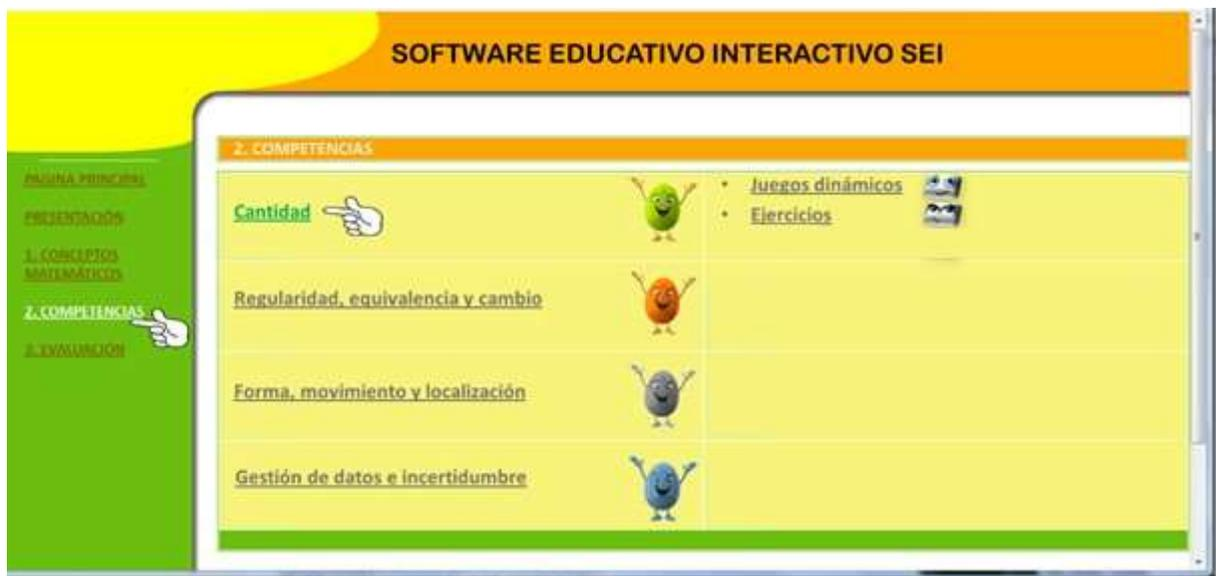 SOFTWARE EDUCATIVO INTERACTIVO SEI
PAGINA PRINCIPAL
PRESENTACIÓN
1. CONCEPTOS
MATEMÁTICOS
2. COMPETENCIAS
3. EVALUACIÓN
2. COMPETENCIAS
Cantidad
• Juegos dinámicos
• Ejercicios
Regularidad, equivalencia y cambio
Forma, movimiento y localización
Gestión de datos e incertidumbre